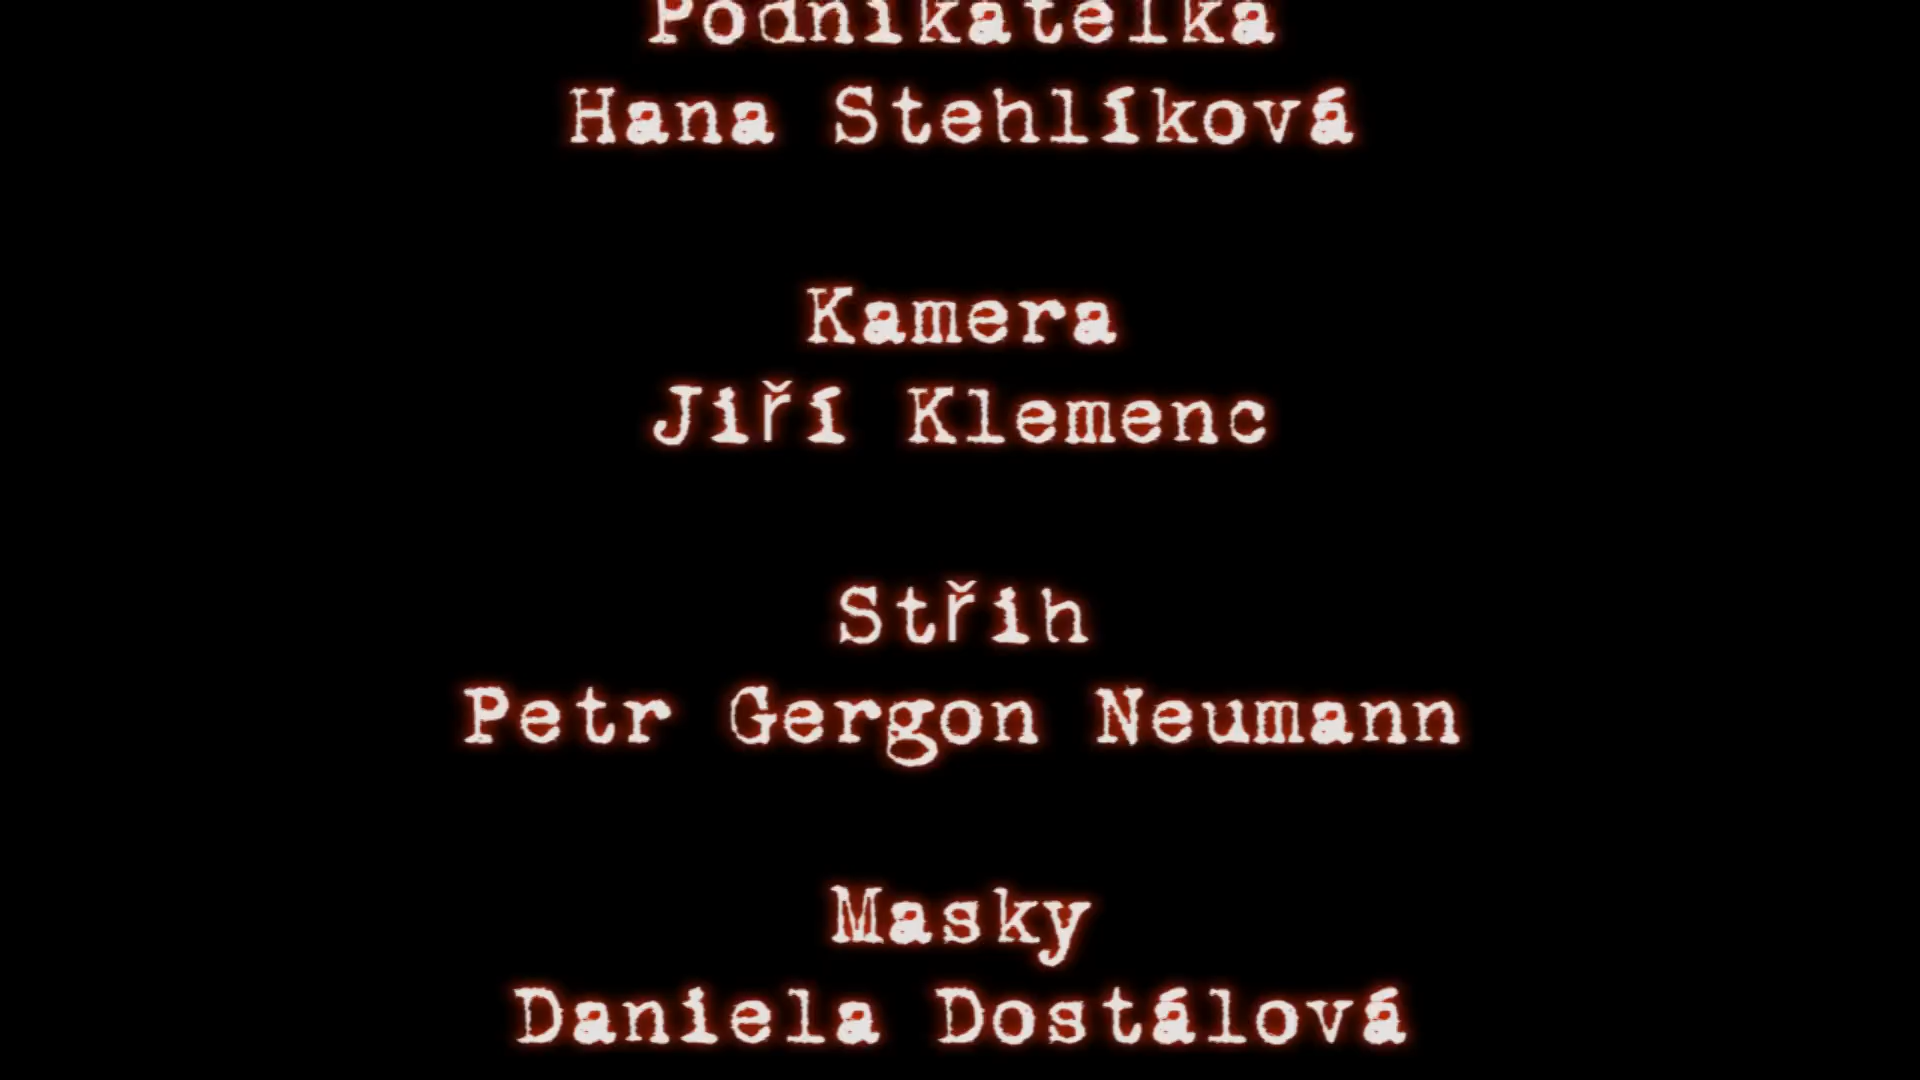 Podnikatelka
Hana Stehlíková
Kamera
Jiří Klemenc
Střih
Petr Gergon Neumann
Masky
Daniela Dostálová